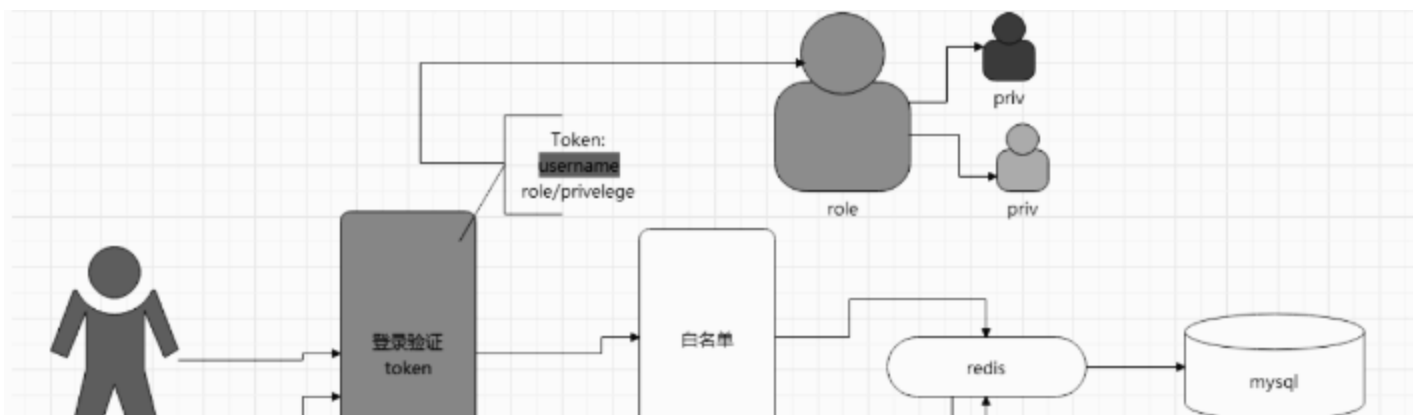 priv
Token:
username
role/privelege
role
priv
登录验证
token
白名单
redis
mysql